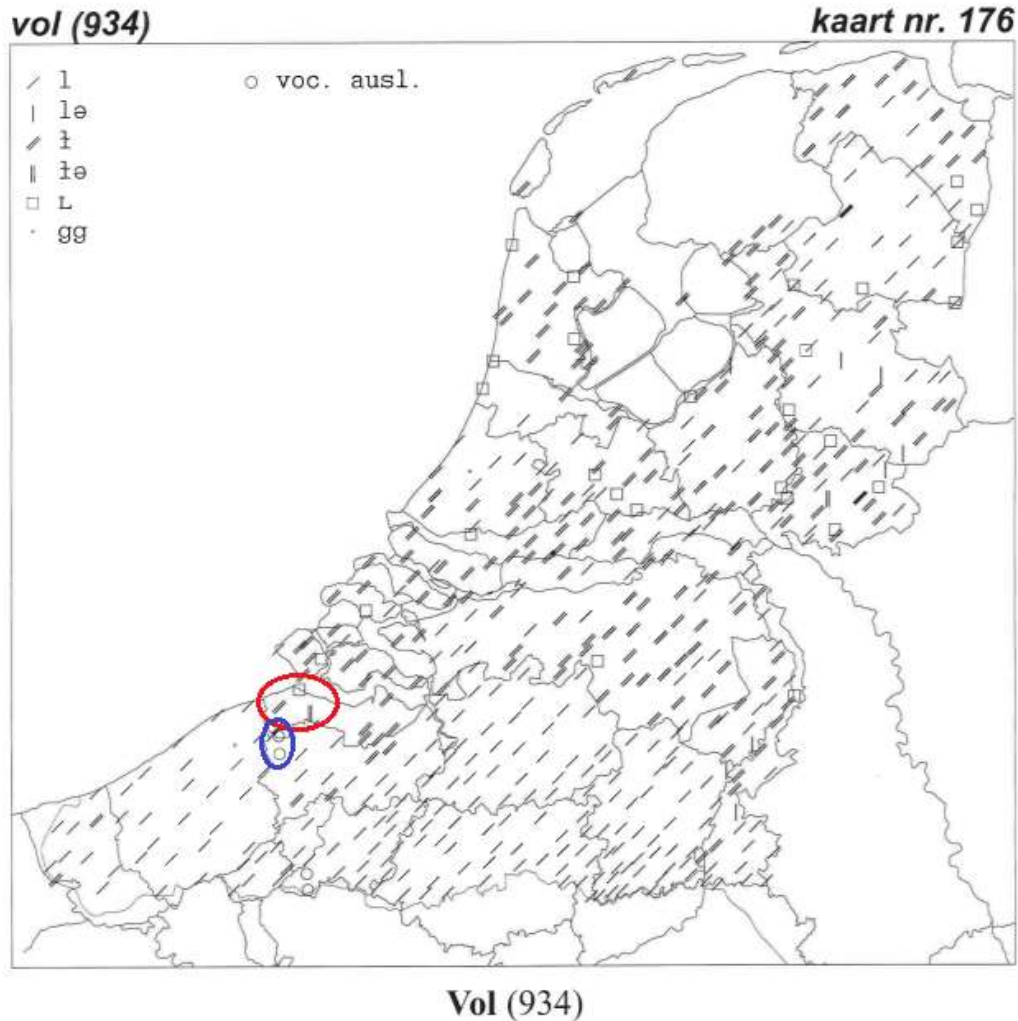 vol (934) kaart nr. 176
l
lə
ɫ
ɫə
ʟ
gg
voc. ausl.
Vol (934)